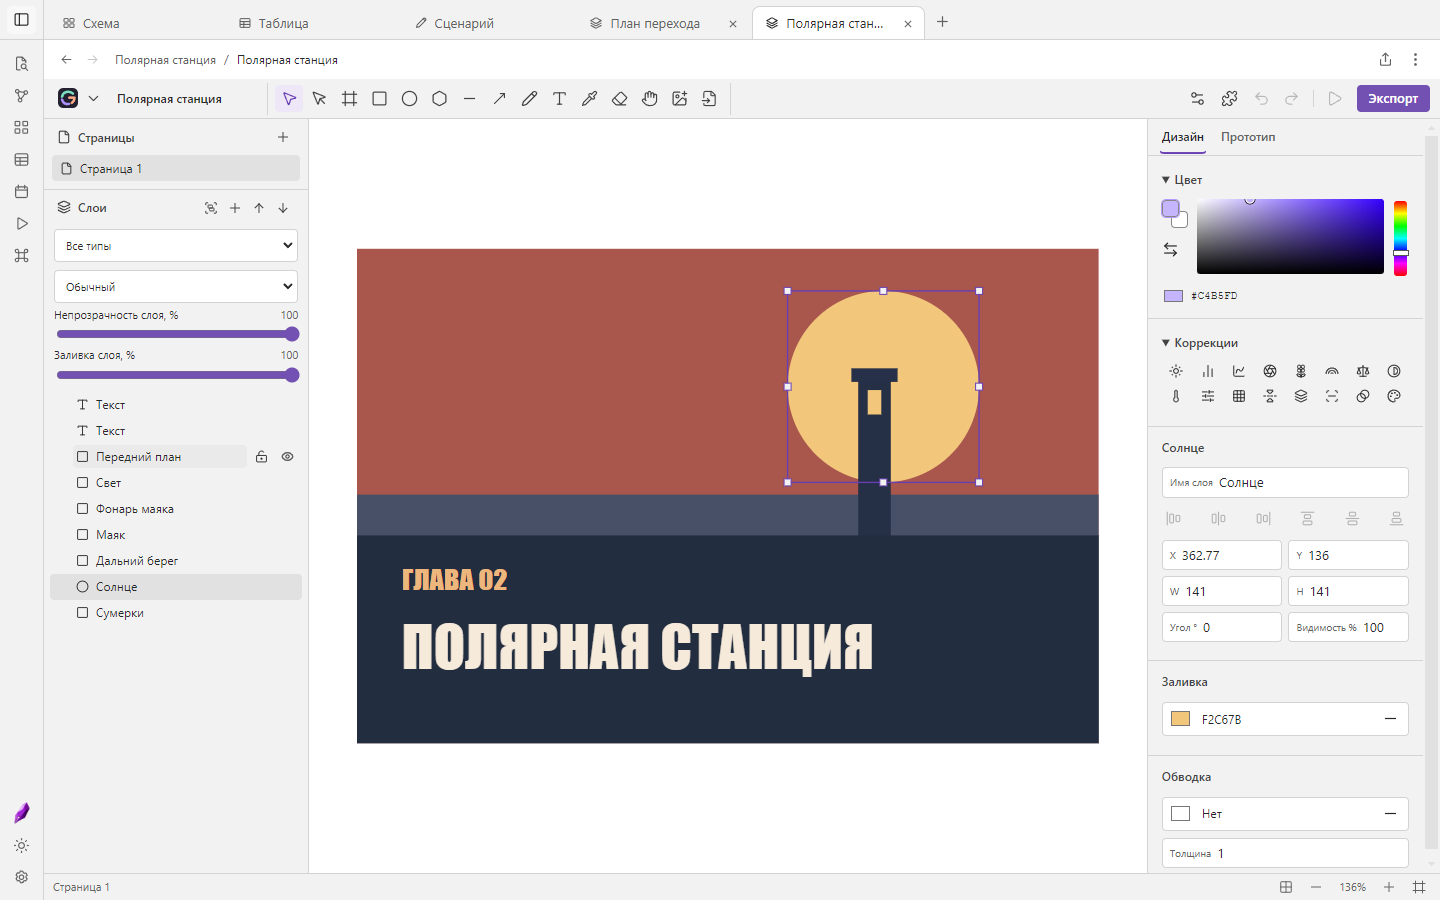 Схема
Таблица
Сценарий
План перехода
Полярная стан...
Полярная станция / Полярная станция
Полярная станция
Экспорт
Страницы
Страница 1
Слои
Все типы
Обычный
Непрозрачность слоя, % 100
Заливка слоя, % 100
Текст
Текст
Передний план
Свет
Фонарь маяка
Маяк
Дальний берег
Солнце
Сумерки
ГЛАВА 02
ПОЛЯРНАЯ СТАНЦИЯ
Дизайн Прототип
Цвет
#C4B5FD
Коррекции
Солнце
Имя слоя Солнце
X 362.77 Y 136
W 141 H 141
Угол ° 0 Видимость % 100
Заливка
F2C67B
Обводка
Нет
Толщина 1
Страница 1
136%